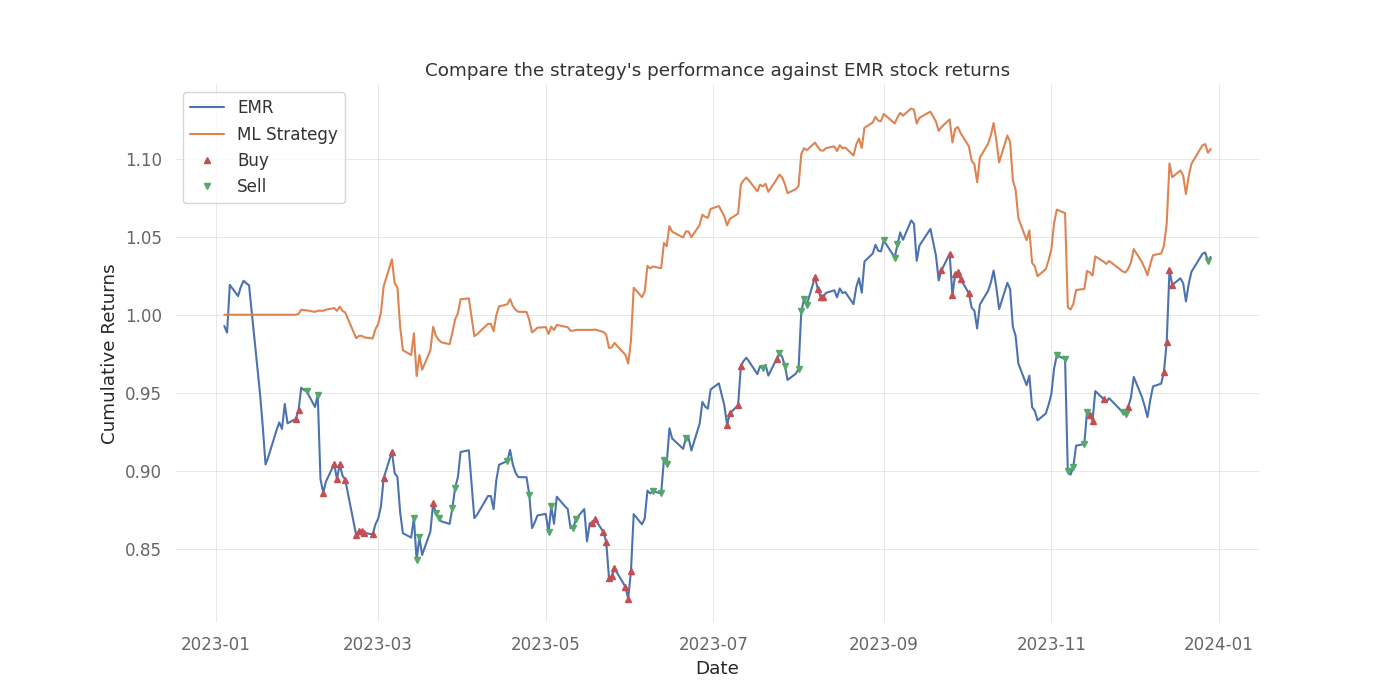 Compare the strategy's performance against EMR stock returns
EMR
ML Strategy
Buy
Sell
Cumulative Returns
1.10
1.05
1.00
0.95
0.90
0.85
2023-01 2023-03 2023-05 2023-07 2023-09 2023-11 2024-01
Date